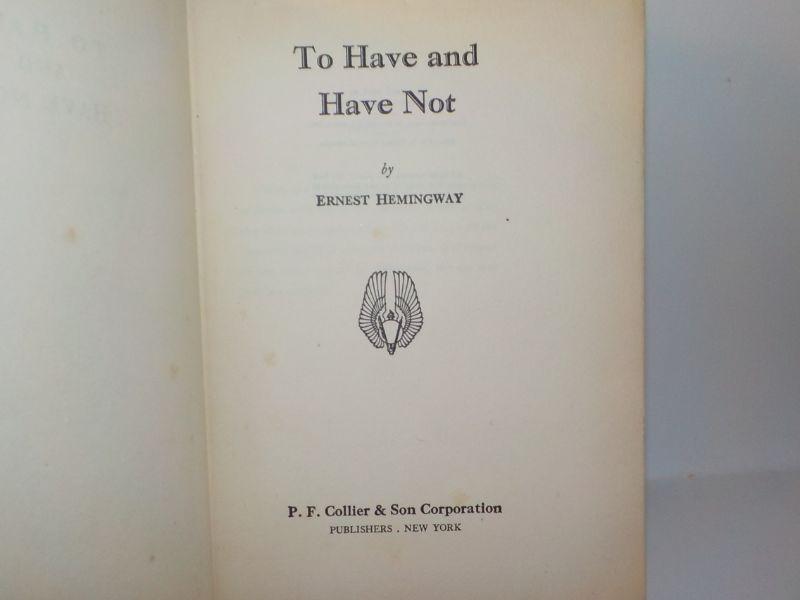 To Have and
Have Not
by
ERNEST HEMINGWAY
P. F. Collier & Son Corporation
PUBLISHERS . NEW YORK